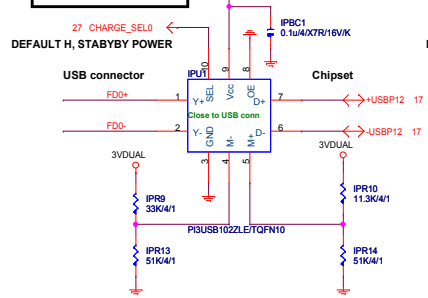 27 CHARGE_SEL0
DEFAULT H, STABYBY POWER
IPBC1
0.1u/4/X7R/16V/K
USB connector
IPU1
Chipset
10
9
8
SEL
Vcc
OE
FD0+
1
Y+
D+
7
+USBP12 17
Close to USB conn
FD0-
2
Y-
D-
6
-USBP12 17
GND
M-
M+
3
4
5
3VDUAL
3VDUAL
IPR9
33K/4/1
IPR10
11.3K/4/1
PI3USB102ZLE/TQFN10
IPR13
51K/4/1
IPR14
51K/4/1